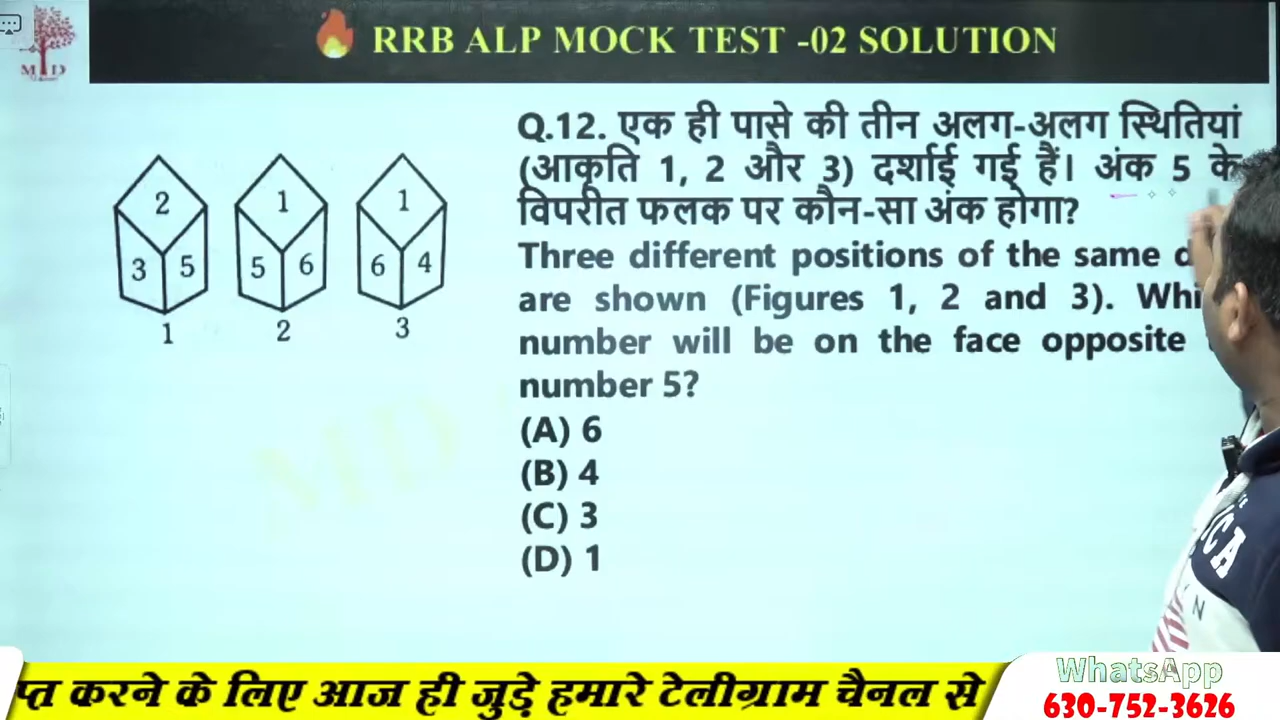 RRB ALP MOCK TEST -02 SOLUTION
M D
Q.12. एक ही पासे की तीन अलग-अलग स्थितियां
(आकृति 1, 2 और 3) दर्शाई गई हैं। अंक 5 के
विपरीत फलक पर कौन-सा अंक होगा?
Three different positions of the same
are shown (Figures 1, 2 and 3).
number will be on the face opposite
number 5?
(A) 6
(B) 4
(C) 3
(D) 1
2
3 5
1
1
5 6
2
1
6 4
3
MD
करने के लिए आज ही जुड़े हमारे टेलीग्राम चैनल से
WhatsApp
630-752-3626